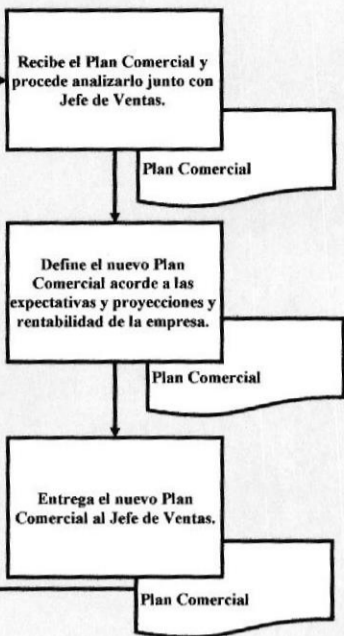 Recibe el Plan Comercial y
procede analizarlo junto con
Jefe de Ventas.
Plan Comercial
Define el nuevo Plan
Comercial acorde a las
expectativas y proyecciones y
rentabilidad de la empresa.
Plan Comercial
Entrega el nuevo Plan
Comercial al Jefe de Ventas.
Plan Comercial